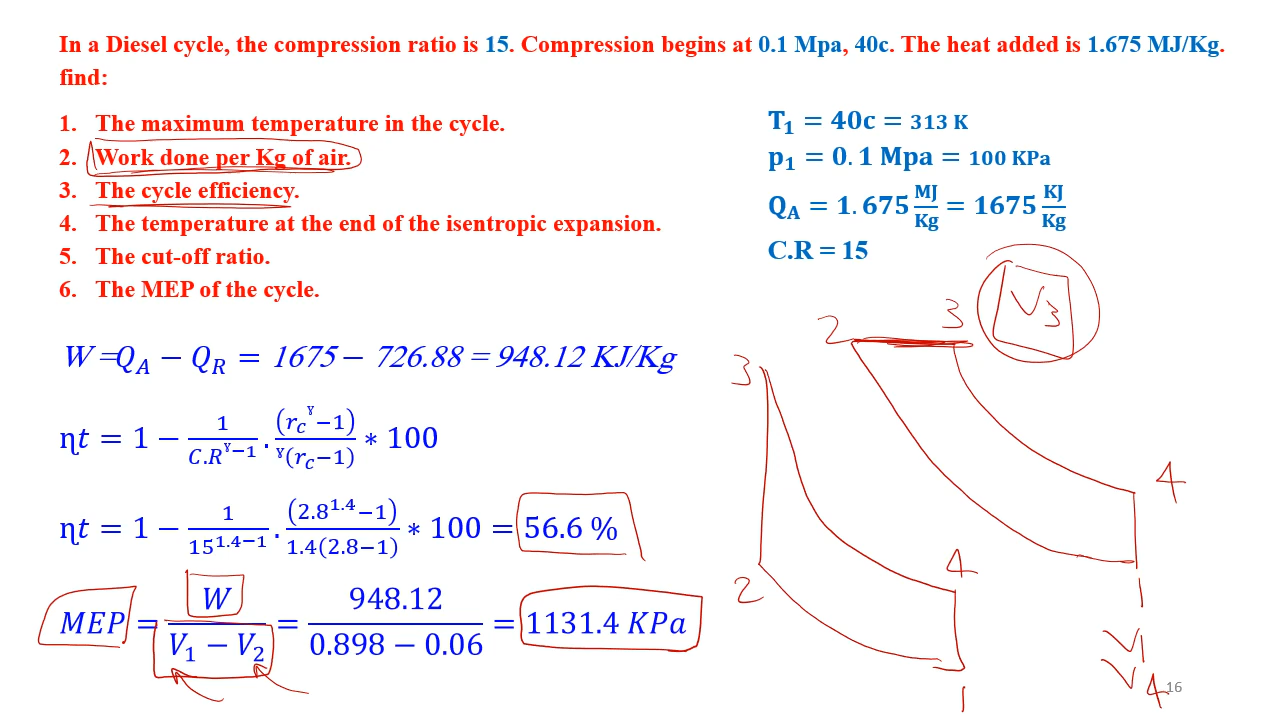 In a Diesel cycle, the compression ratio is 15. Compression begins at 0.1 Mpa, 40c. The heat added is 1.675 MJ/Kg.
find:
1. The maximum temperature in the cycle.
2. Work done per Kg of air.
3. The cycle efficiency.
4. The temperature at the end of the isentropic expansion.
5. The cut-off ratio.
6. The MEP of the cycle.
T₁ = 40c = 313 K
p₁ = 0.1 Mpa = 100 KPa
Q_A = 1.675 MJ/Kg = 1675 KJ/Kg
C.R = 15
W =Q_A − Q_R = 1675 − 726.88 = 948.12 KJ/Kg
ηt = 1 − 1/C.R^(ɣ−1) . (r_c^ɣ −1)/ɣ(r_c−1) * 100
ηt = 1 − 1/15^(1.4−1) . (2.8^1.4 −1)/1.4(2.8−1) * 100 = 56.6 %
MEP = W/(V₁ − V₂) = 948.12/(0.898 − 0.06) = 1131.4 KPa
2 3 V3
3
4
4
2
1
1
V1
V4
16